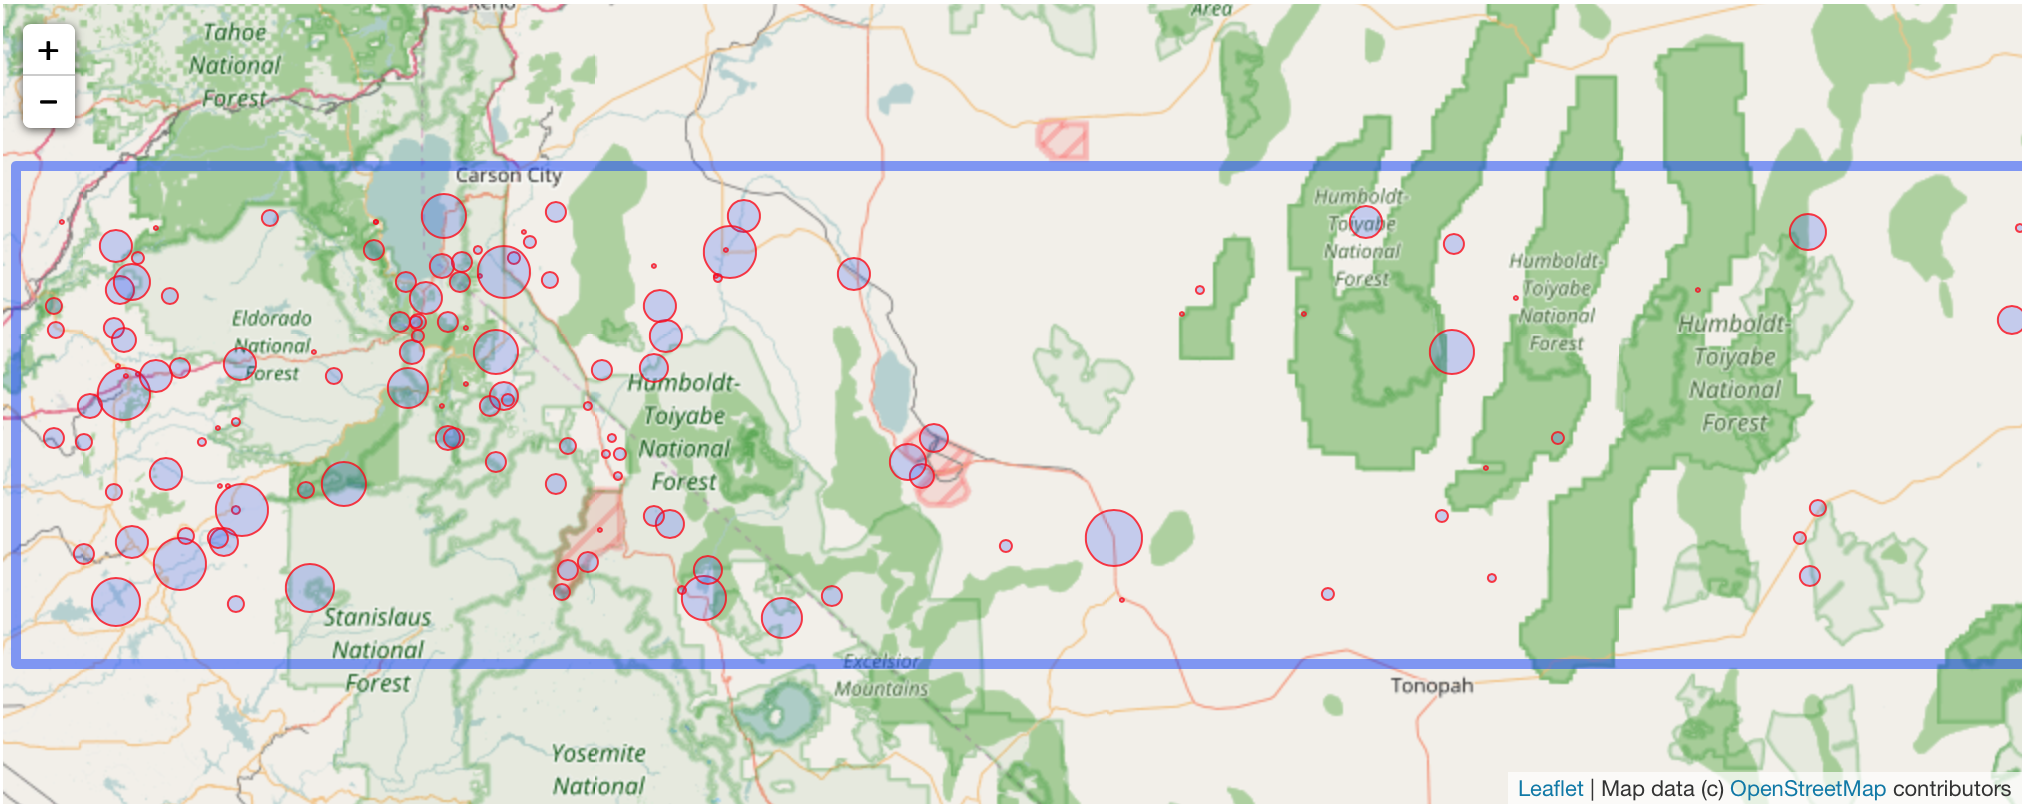 Reno
Area
Tahoe
National
Forest
+
−
Carson City
Humboldt-
Toiyabe
National
Forest
Humboldt-
Toiyabe
National
Forest
Eldorado
National
Forest
Humboldt-
Toiyabe
National
Forest
Humboldt-
Toiyabe
National
Forest
Stanislaus
National
Forest
Excelsior
Mountains
Tonopah
Yosemite
National
Leaflet | Map data (c) OpenStreetMap contributors